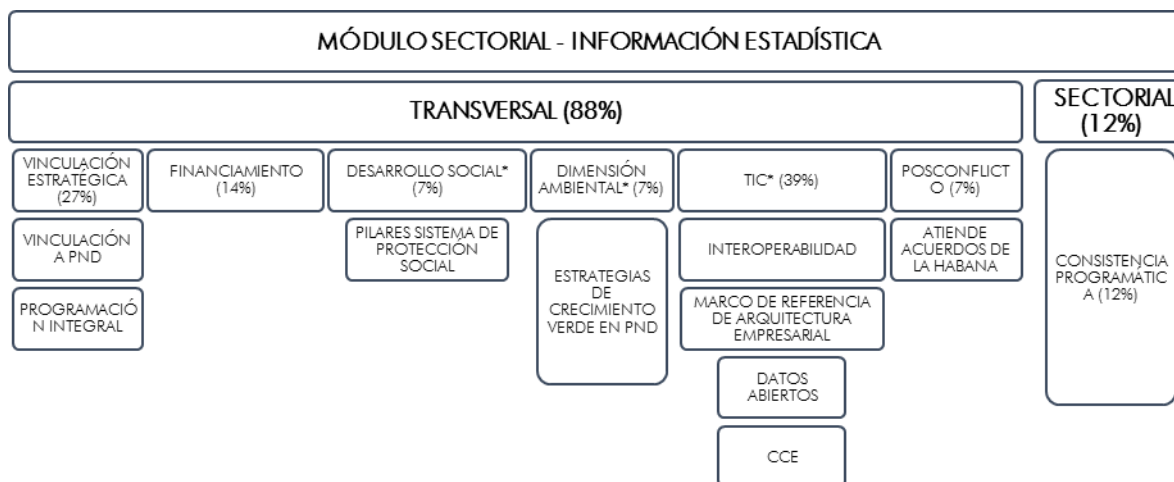 MÓDULO SECTORIAL - INFORMACIÓN ESTADÍSTICA
TRANSVERSAL (88%)
SECTORIAL
(12%)
VINCULACIÓN
ESTRATÉGICA
(27%)
FINANCIAMIENTO
(14%)
DESARROLLO SOCIAL*
(7%)
DIMENSIÓN
AMBIENTAL* (7%)
TIC* (39%)
POSCONFLICT
O (7%)
VINCULACIÓN
A PND
PILARES SISTEMA DE
PROTECCIÓN
SOCIAL
ESTRATEGIAS
DE
CRECIMIENTO
VERDE EN PND
INTEROPERABILIDAD
ATIENDE
ACUERDOS DE
LA HABANA
CONSISTENCIA
PROGRAMÁTIC
A (12%)
PROGRAMACIÓ
N INTEGRAL
MARCO DE REFERENCIA
DE ARQUITECTURA
EMPRESARIAL
DATOS
ABIERTOS
CCE